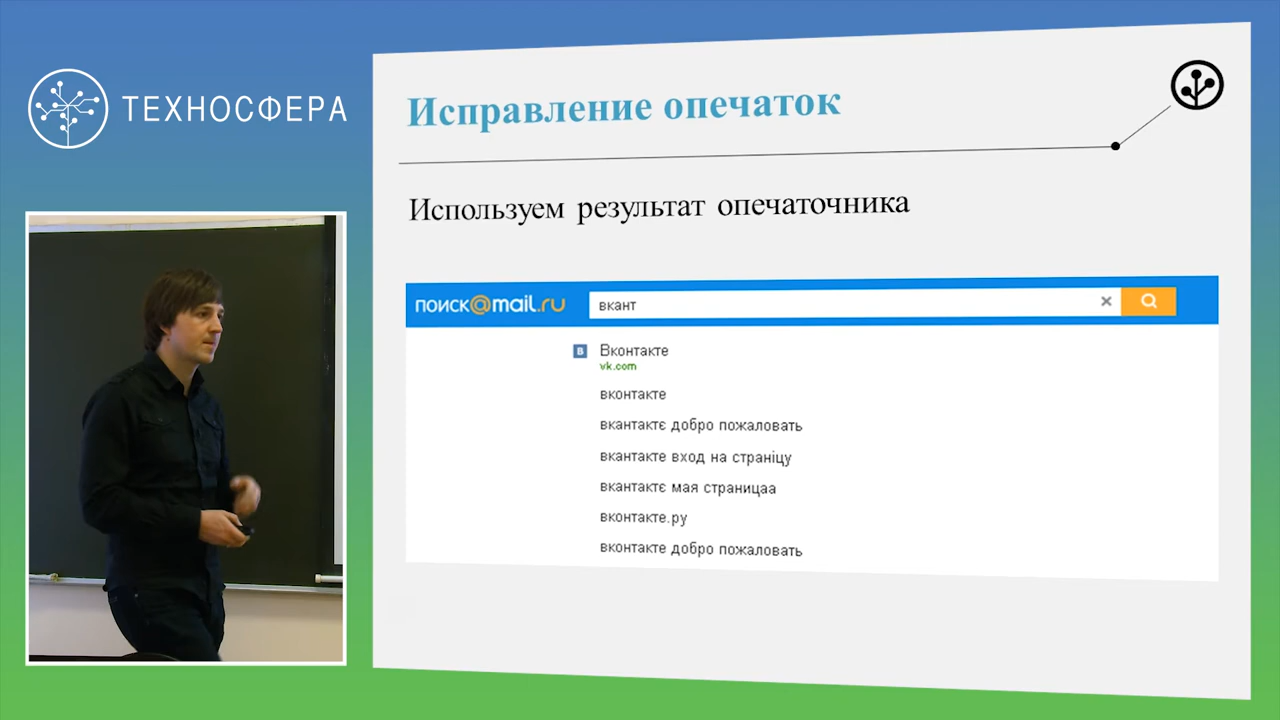 ТЕХНОСФЕРА
Исправление опечаток
Используем результат опечаточника
поиск@mail.ru
вкант
В
Вконтакте
vk.com
вконтакте
вкантактє добро пожаловать
вкантакте вход на страніцу
вкантактє мая страницаа
вконтакте.ру
вконтакте добро пожаловать